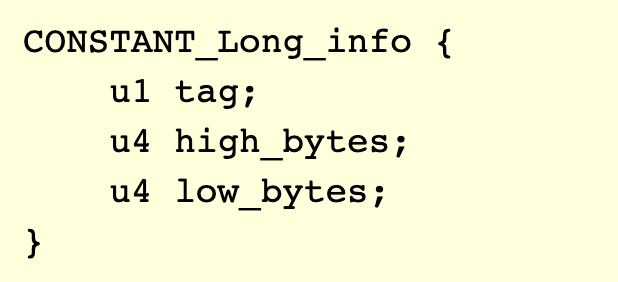 CONSTANT_Long_info {
    u1 tag;
    u4 high_bytes;
    u4 low_bytes;
}